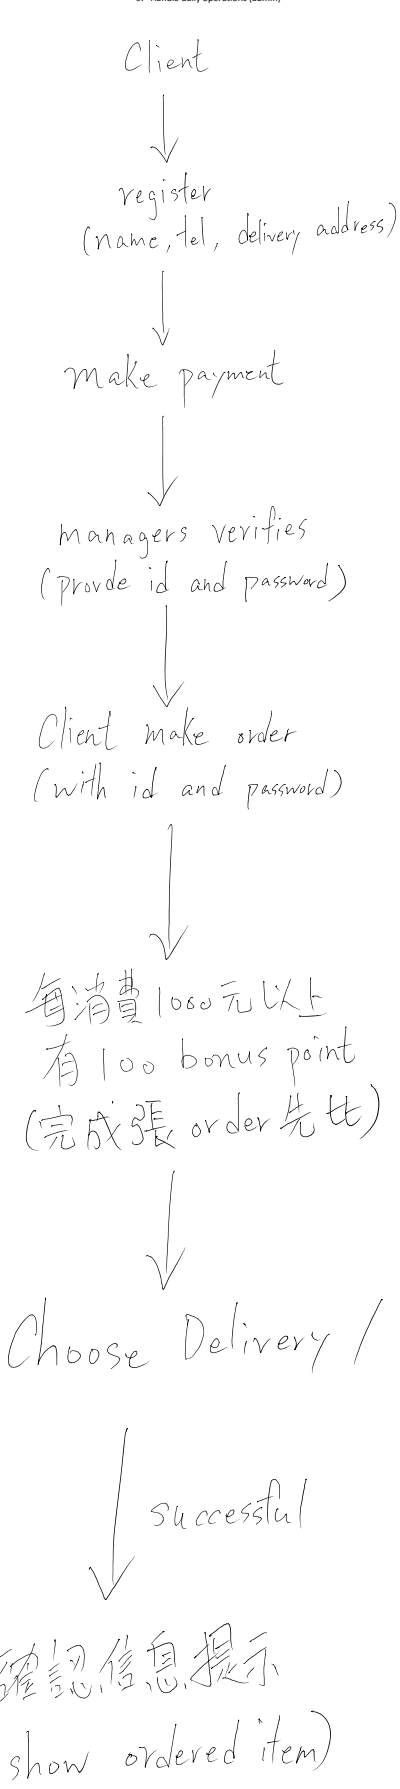 Client
register
(name, tel, delivery address)
make payment
managers verifies
(provde id and password)
Client make order
(with id and password)
每消費1000元以上
有100 bonus point
(完成張order先比)
Choose Delivery /
successful
確認信息提示
show ordered item)